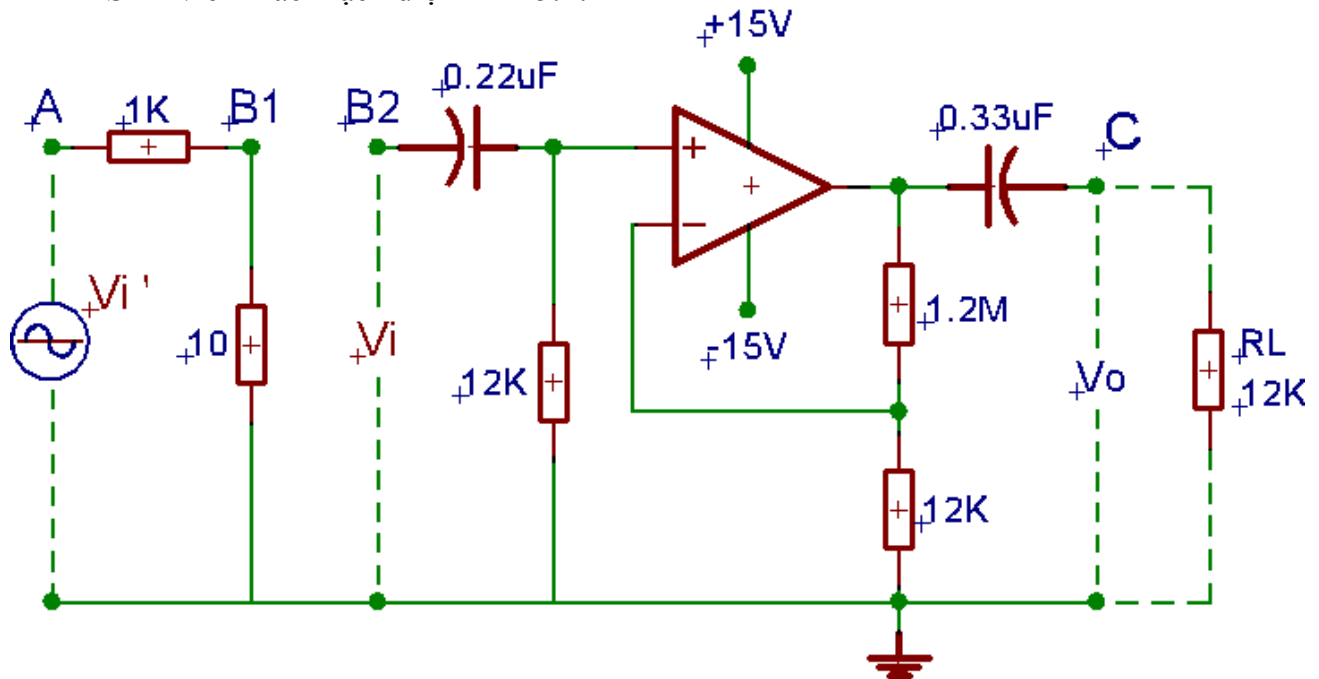 +15V
0.22uF
A
1K
B1
B2
0.33uF
C
+
Vi '
10
Vi
12K
-
-15V
1.2M
Vo
RL
12K
12K